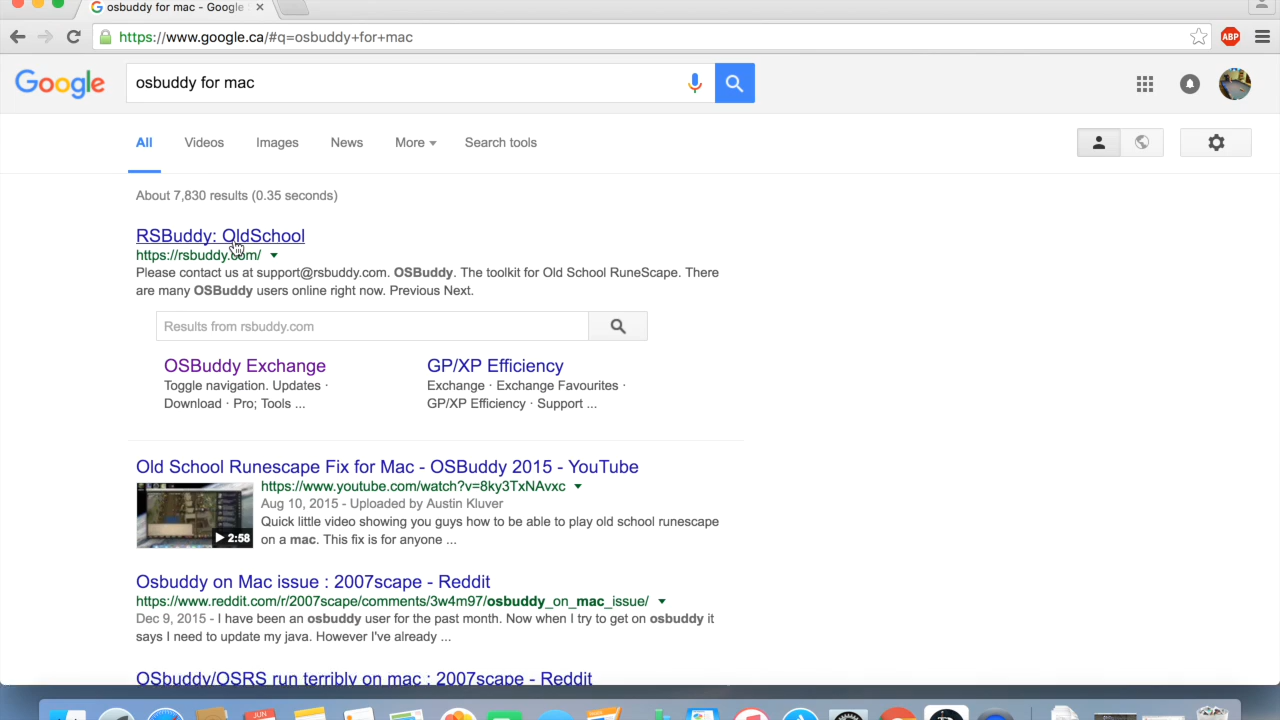 osbuddy for mac - Google
https://www.google.ca/#q=osbuddy+for+mac
ABP
Google
osbuddy for mac
All Videos Images News More Search tools
About 7,830 results (0.35 seconds)
RSBuddy: OldSchool
https://rsbuddy.com/
Please contact us at support@rsbuddy.com. OSBuddy. The toolkit for Old School RuneScape. There
are many OSBuddy users online right now. Previous Next.
Results from rsbuddy.com
OSBuddy Exchange
Toggle navigation. Updates ·
Download · Pro; Tools ...
GP/XP Efficiency
Exchange · Exchange Favourites ·
GP/XP Efficiency · Support ...
Old School Runescape Fix for Mac - OSBuddy 2015 - YouTube
https://www.youtube.com/watch?v=8ky3TxNAvxc
Aug 10, 2015 - Uploaded by Austin Kluver
Quick little video showing you guys how to be able to play old school runescape
on a mac. This fix is for anyone ...
2:58
Osbuddy on Mac issue : 2007scape - Reddit
https://www.reddit.com/r/2007scape/comments/3w4m97/osbuddy_on_mac_issue/
Dec 9, 2015 - I have been an osbuddy user for the past month. Now when I try to get on osbuddy it
says I need to update my java. However I've already ...
OSbuddy/OSRS run terribly on mac : 2007scape - Reddit
JUN